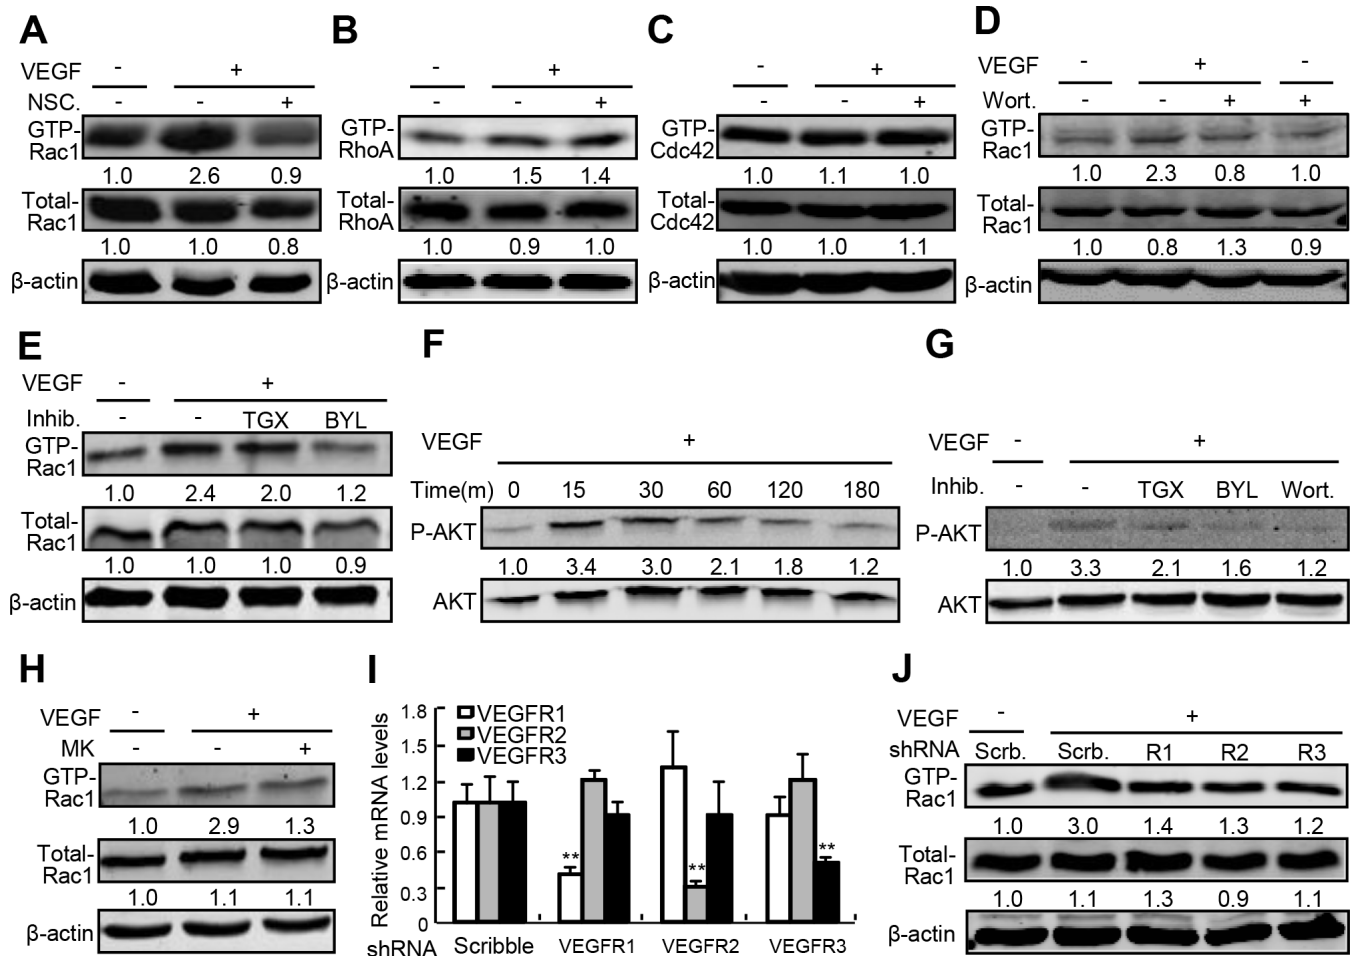 A
VEGF - +
NSC. - - +
GTP-
Rac1
1.0 2.6 0.9
Total-
Rac1
1.0 1.0 0.8
β-actin
B
- +
- - +
GTP-
RhoA
1.0 1.5 1.4
Total-
RhoA
1.0 0.9 1.0
β-actin
C
- +
- - +
GTP-
Cdc42
1.0 1.1 1.0
Total-
Cdc42
1.0 1.0 1.1
β-actin
D
VEGF - + -
Wort. - - + +
GTP-
Rac1
1.0 2.3 0.8 1.0
Total-
Rac1
1.0 0.8 1.3 0.9
β-actin
E
VEGF - +
Inhib. - - TGX BYL
GTP-
Rac1
1.0 2.4 2.0 1.2
Total-
Rac1
1.0 1.0 1.0 0.9
β-actin
F
VEGF +
Time(m) 0 15 30 60 120 180
P-AKT
1.0 3.4 3.0 2.1 1.8 1.2
AKT
G
VEGF - +
Inhib. - - TGX BYL Wort.
P-AKT
1.0 3.3 2.1 1.6 1.2
AKT
H
VEGF - +
MK - - +
GTP-
Rac1
1.0 2.9 1.3
Total-
Rac1
1.0 1.1 1.1
β-actin
I
Relative mRNA levels
1.8
1.5
1.2
0.9
0.6
0.3
0
VEGFR1
VEGFR2
VEGFR3
** ** **
shRNA Scribble VEGFR1 VEGFR2 VEGFR3
J
VEGF - +
shRNA Scrb. Scrb. R1 R2 R3
GTP-
Rac1
1.0 3.0 1.4 1.3 1.2
Total-
Rac1
1.0 1.1 1.3 0.9 1.1
β-actin